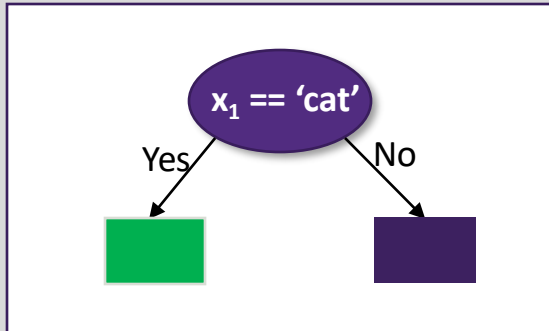 x₁ == ‘cat’
Yes
No